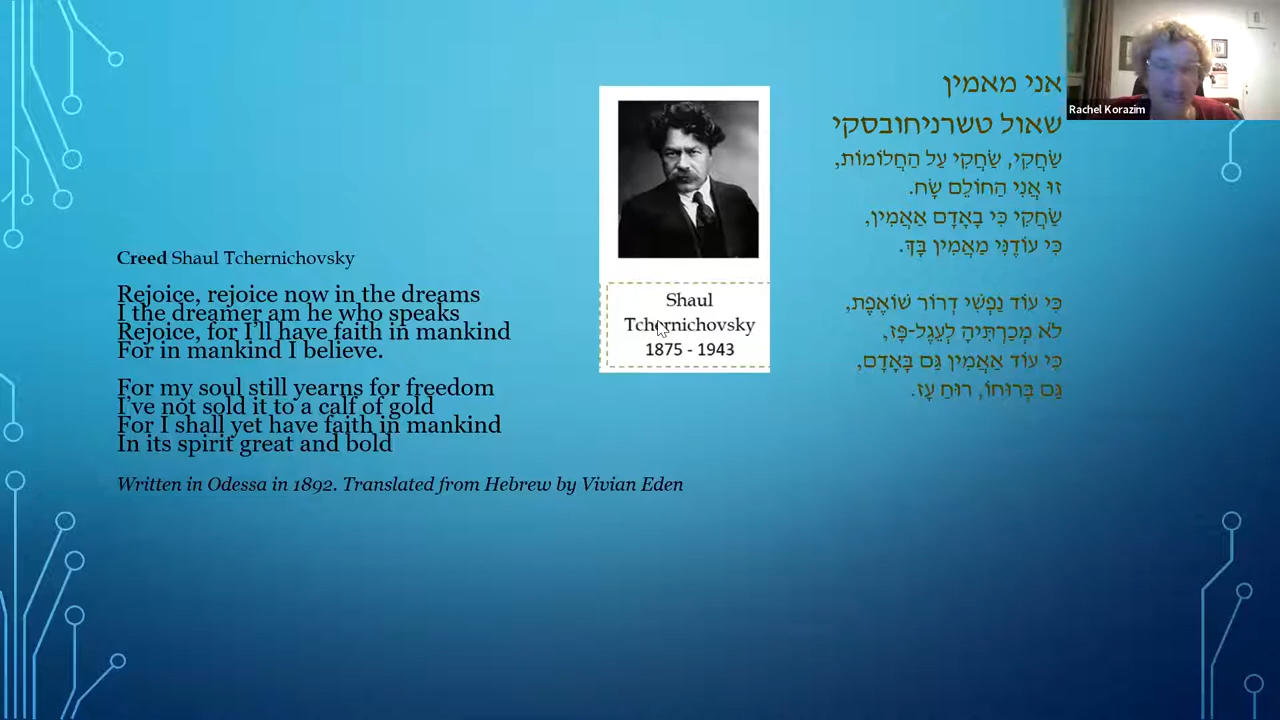 Creed Shaul Tchernichovsky
Rejoice, rejoice now in the dreams
I the dreamer am he who speaks
Rejoice, for I'll have faith in mankind
For in mankind I believe.
For my soul still yearns for freedom
I've not sold it to a calf of gold
For I shall yet have faith in mankind
In its spirit great and bold
Written in Odessa in 1892. Translated from Hebrew by Vivian Eden
Shaul
Tchernichovsky
1875 - 1943
אני מאמין
שאול טשרניחובסקי
שַׂחֲקִי, שַׂחֲקִי עַל הַחֲלוֹמוֹת,
זוּ אֲנִי הַחוֹלֵם שָׂח.
שַׂחֲקִי כִּי בָאָדָם אַאֲמִין,
כִּי עוֹדֶנִּי מַאֲמִין בָּךְ.
כִּי עוֹד נַפְשִׁי דְרוֹר שׁוֹאֶפֶת,
לֹא מְכַרְתִּיהָ לְעֵגֶל-פָּז,
כִּי עוֹד אַאֲמִין גַּם בָּאָדָם,
גַּם בְּרוּחוֹ, רוּחַ עָז.
Rachel Korazim